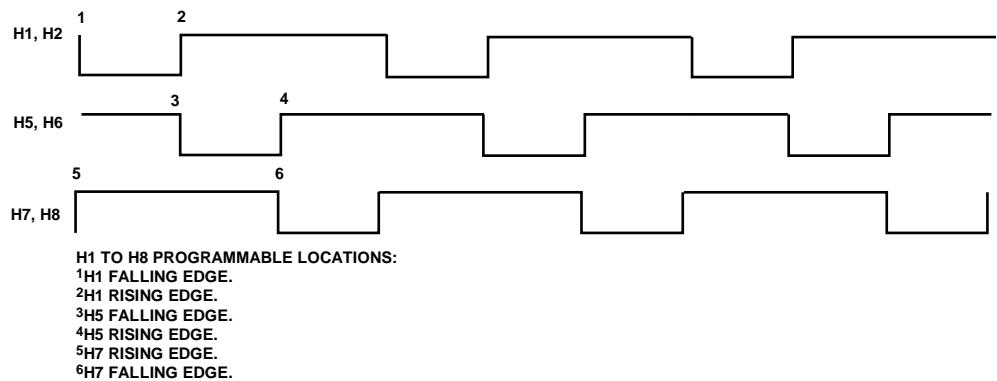 1 2
H1, H2
3 4
H5, H6
5 6
H7, H8
H1 TO H8 PROGRAMMABLE LOCATIONS:
1H1 FALLING EDGE.
2H1 RISING EDGE.
3H5 FALLING EDGE.
4H5 RISING EDGE.
5H7 RISING EDGE.
6H7 FALLING EDGE.